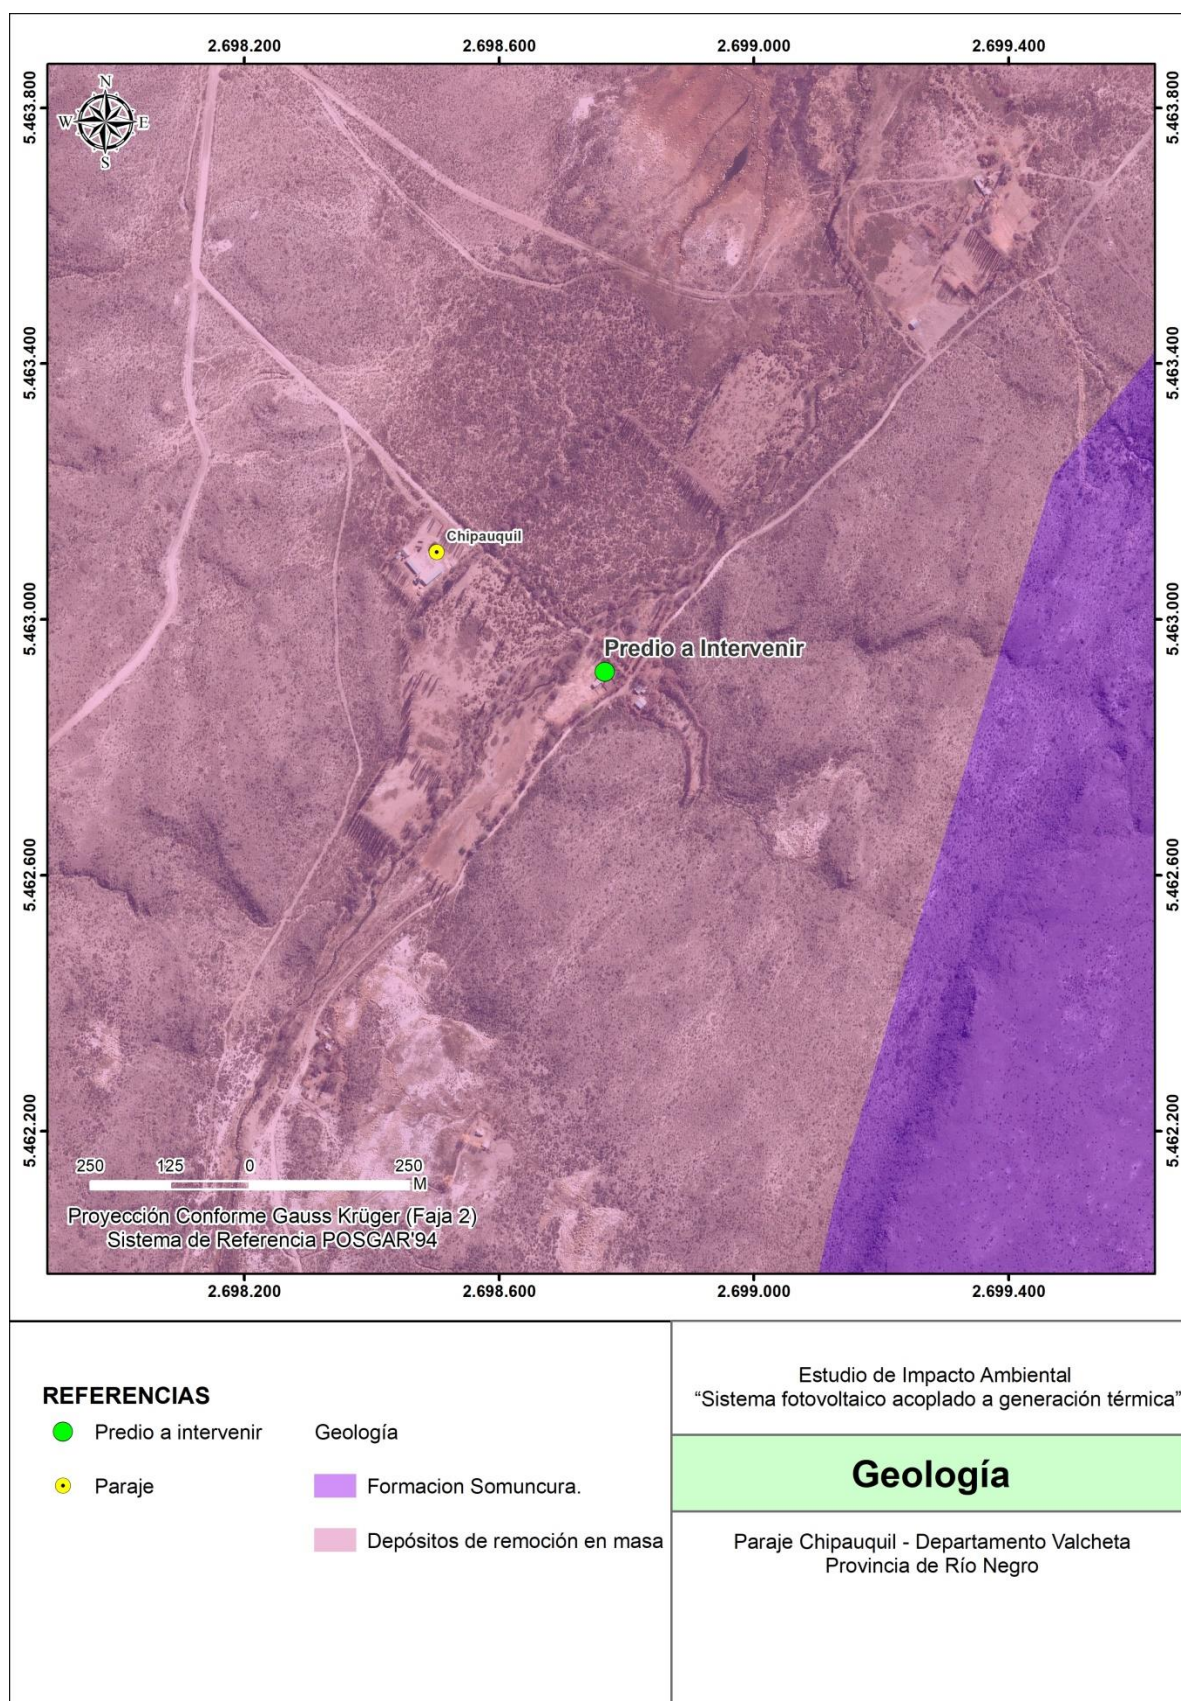 2.698.200 2.698.600 2.699.000 2.699.400
5.463.800 5.463.800
N
W E
S
5.463.400 5.463.400
Chipauquil
5.463.000 5.463.000
Predio a Intervenir
5.462.600 5.462.600
5.462.200 5.462.200
250 125 0 250
M
Proyección Conforme Gauss Krüger (Faja 2)
Sistema de Referencia POSGAR'94
2.698.200 2.698.600 2.699.000 2.699.400
REFERENCIAS
Predio a intervenir
Paraje
Geología
Formacion Somuncura.
Depósitos de remoción en masa
Estudio de Impacto Ambiental
“Sistema fotovoltaico acoplado a generación térmica”
Geología
Paraje Chipauquil - Departamento Valcheta
Provincia de Río Negro